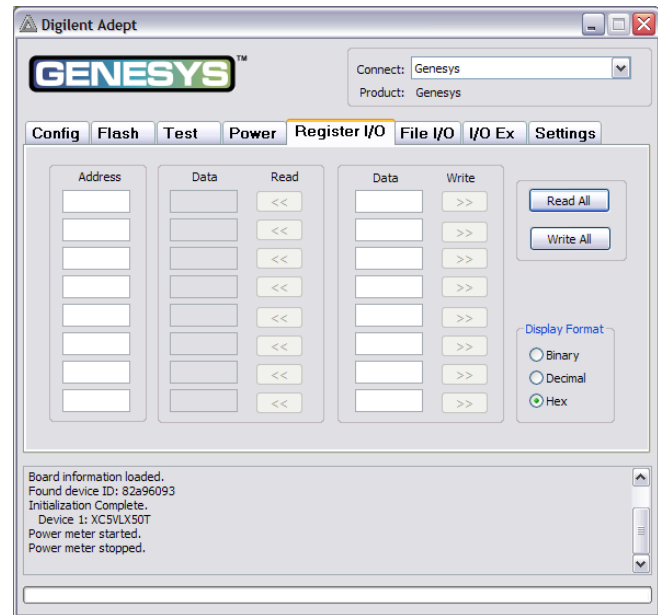 Digilent Adept
GENESYS™
Connect: Genesys
Product: Genesys
Config Flash Test Power Register I/O File I/O I/O Ex Settings
Address Data Read Data Write
<< >>
<< >>
<< >>
<< >>
<< >>
<< >>
<< >>
<< >>
Read All
Write All
Display Format
Binary
Decimal
Hex
Board information loaded.
Found device ID: 82a96093
Initialization Complete.
Device 1: XC5VLX50T
Power meter started.
Power meter stopped.